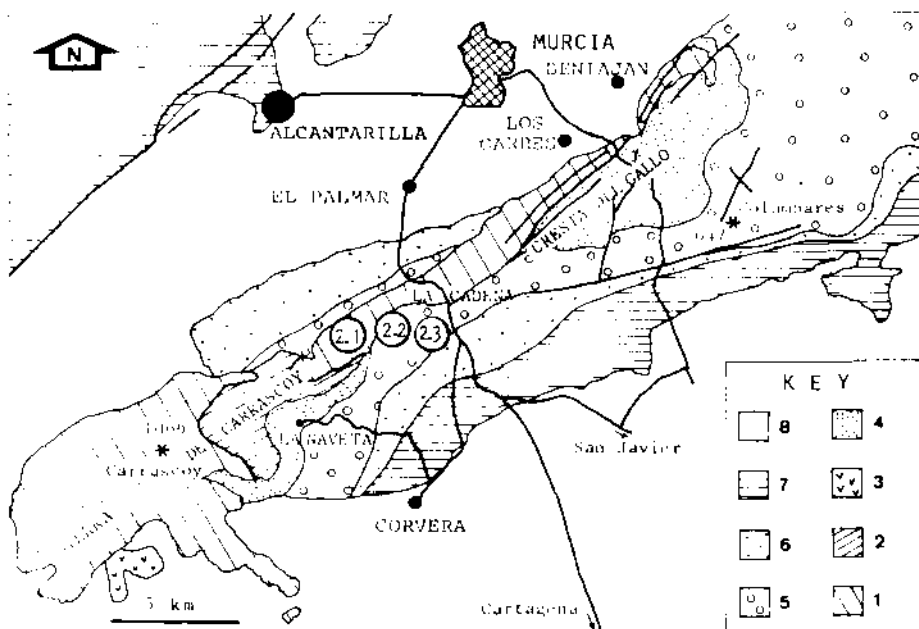 N
MURCIA
BENIAJAN
ALCANTARILLA
LOS
GARRES
EL PALMAR
CRESTA DEL GALLO
Columnares
LA CADENA
2-1
2-2
2-3
SIERRA DEL CARRASCOY
Carrascoy
LA NAVETA
San Javier
CORVERA
5 km
Cartagena
KEY
8
4
7
3
6
2
5
1